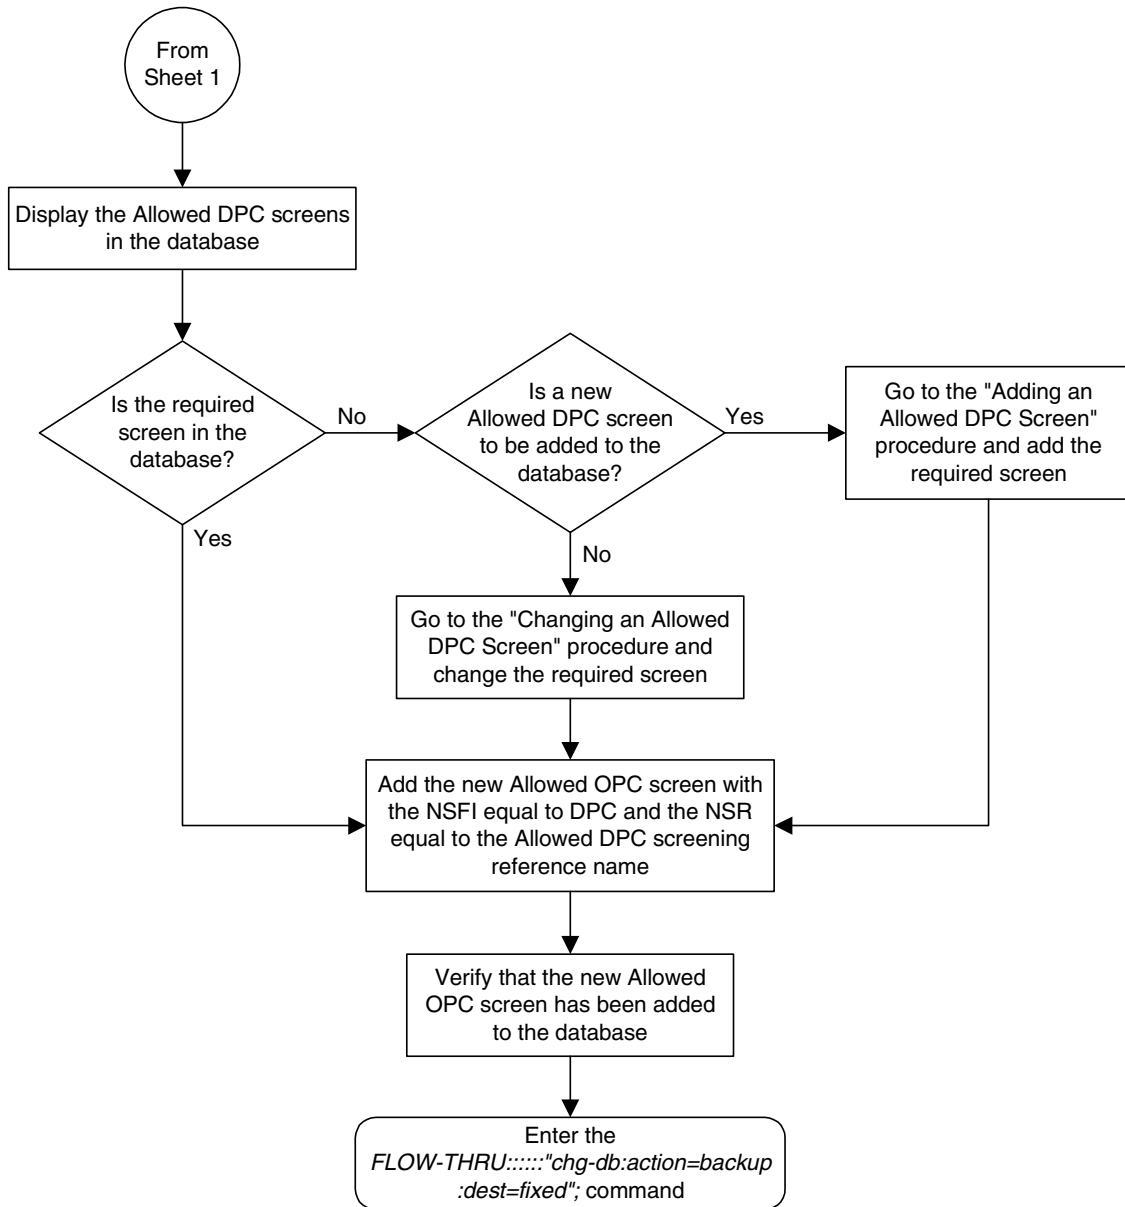 From
Sheet 1
Display the Allowed DPC screens
in the database
Is the required
screen in the
database?
No
Yes
Is a new
Allowed DPC screen
to be added to the
database?
Yes
No
Go to the "Adding an
Allowed DPC Screen"
procedure and add the
required screen
Go to the "Changing an Allowed
DPC Screen" procedure and
change the required screen
Add the new Allowed OPC screen with
the NSFI equal to DPC and the NSR
equal to the Allowed DPC screening
reference name
Verify that the new Allowed
OPC screen has been added
to the database
Enter the
FLOW-THRU::::::"chg-db:action=backup
:dest=fixed"; command